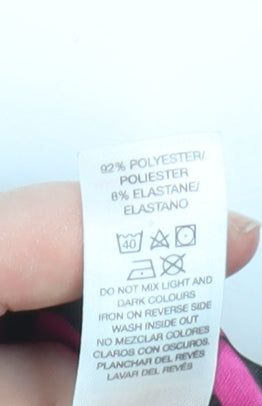 92% POLYESTER/
POLIESTER
8% ELASTANE/
ELASTANO
40
DO NOT MIX LIGHT AND
DARK COLOURS
IRON ON REVERSE SIDE
WASH INSIDE OUT
NO MEZCLAR COLORES
CLAROS CON OSCUROS.
PLANCHAR DEL REVÉS
LAVAR DEL REVÉS